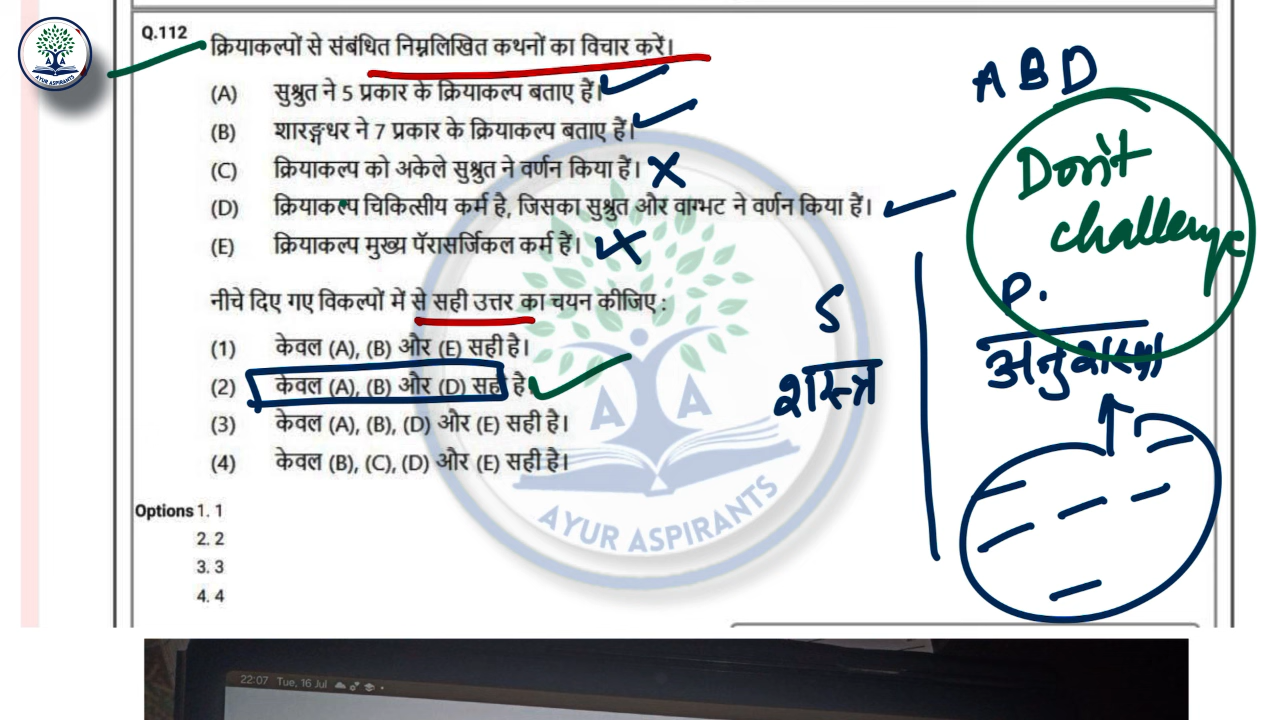 Q.112
क्रियाकल्पों से संबंधित निम्नलिखित कथनों का विचार करें।
(A) सुश्रुत ने 5 प्रकार के क्रियाकल्प बताए हैं।
(B) शारङ्गधर ने 7 प्रकार के क्रियाकल्प बताए हैं।
(C) क्रियाकल्प को अकेले सुश्रुत ने वर्णन किया हैं।
(D) क्रियाकल्प चिकित्सीय कर्म है, जिसका सुश्रुत और वाग्भट ने वर्णन किया हैं।
(E) क्रियाकल्प मुख्य पॅरासर्जिकल कर्म हैं।
नीचे दिए गए विकल्पों में से सही उत्तर का चयन कीजिए :
(1) केवल (A), (B) और (E) सही है।
(2) केवल (A), (B) और (D) सही है।
(3) केवल (A), (B), (D) और (E) सही है।
(4) केवल (B), (C), (D) और (E) सही है।
Options 1. 1
2. 2
3. 3
4. 4
A B D
Don't
challenge
S
शस्त्र
P.
अनुशस्त्र
AYUR ASPIRANTS
A A
AYUR ASPIRANTS
22:07 Tue, 16 Jul